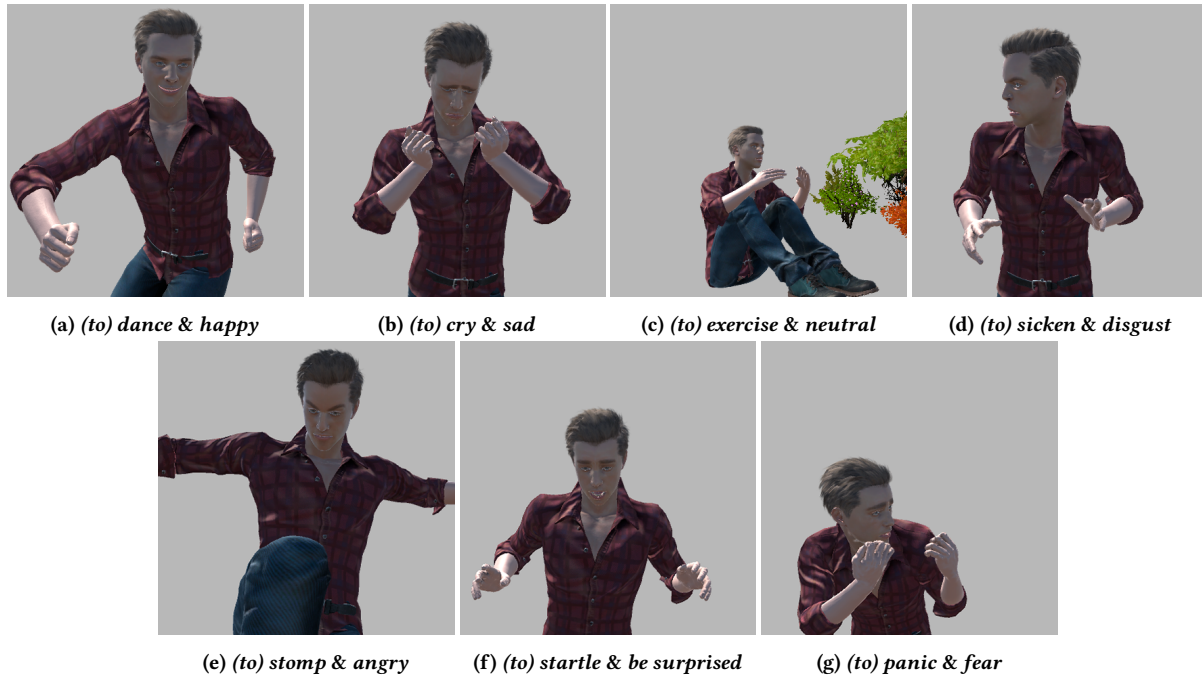 (a) (to) dance & happy
(b) (to) cry & sad
(c) (to) exercise & neutral
(d) (to) sicken & disgust
(e) (to) stomp & angry
(f) (to) startle & be surprised
(g) (to) panic & fear